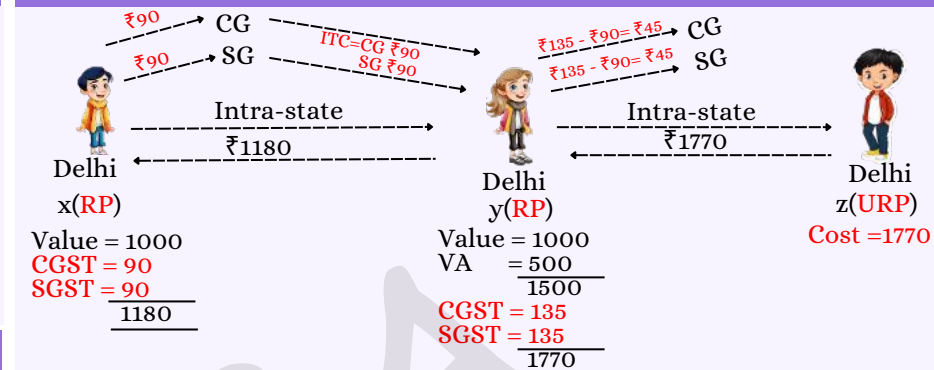 ₹90
CG
₹90
SG
ITC=CG ₹90
SG ₹90
₹135 - ₹90= ₹45
CG
₹135 - ₹90= ₹45
SG
Intra-state
₹1180
Intra-state
₹1770
Delhi
x(RP)
Value = 1000
CGST = 90
SGST = 90
1180
Delhi
y(RP)
Value = 1000
VA = 500
1500
CGST = 135
SGST = 135
1770
Delhi
z(URP)
Cost =1770